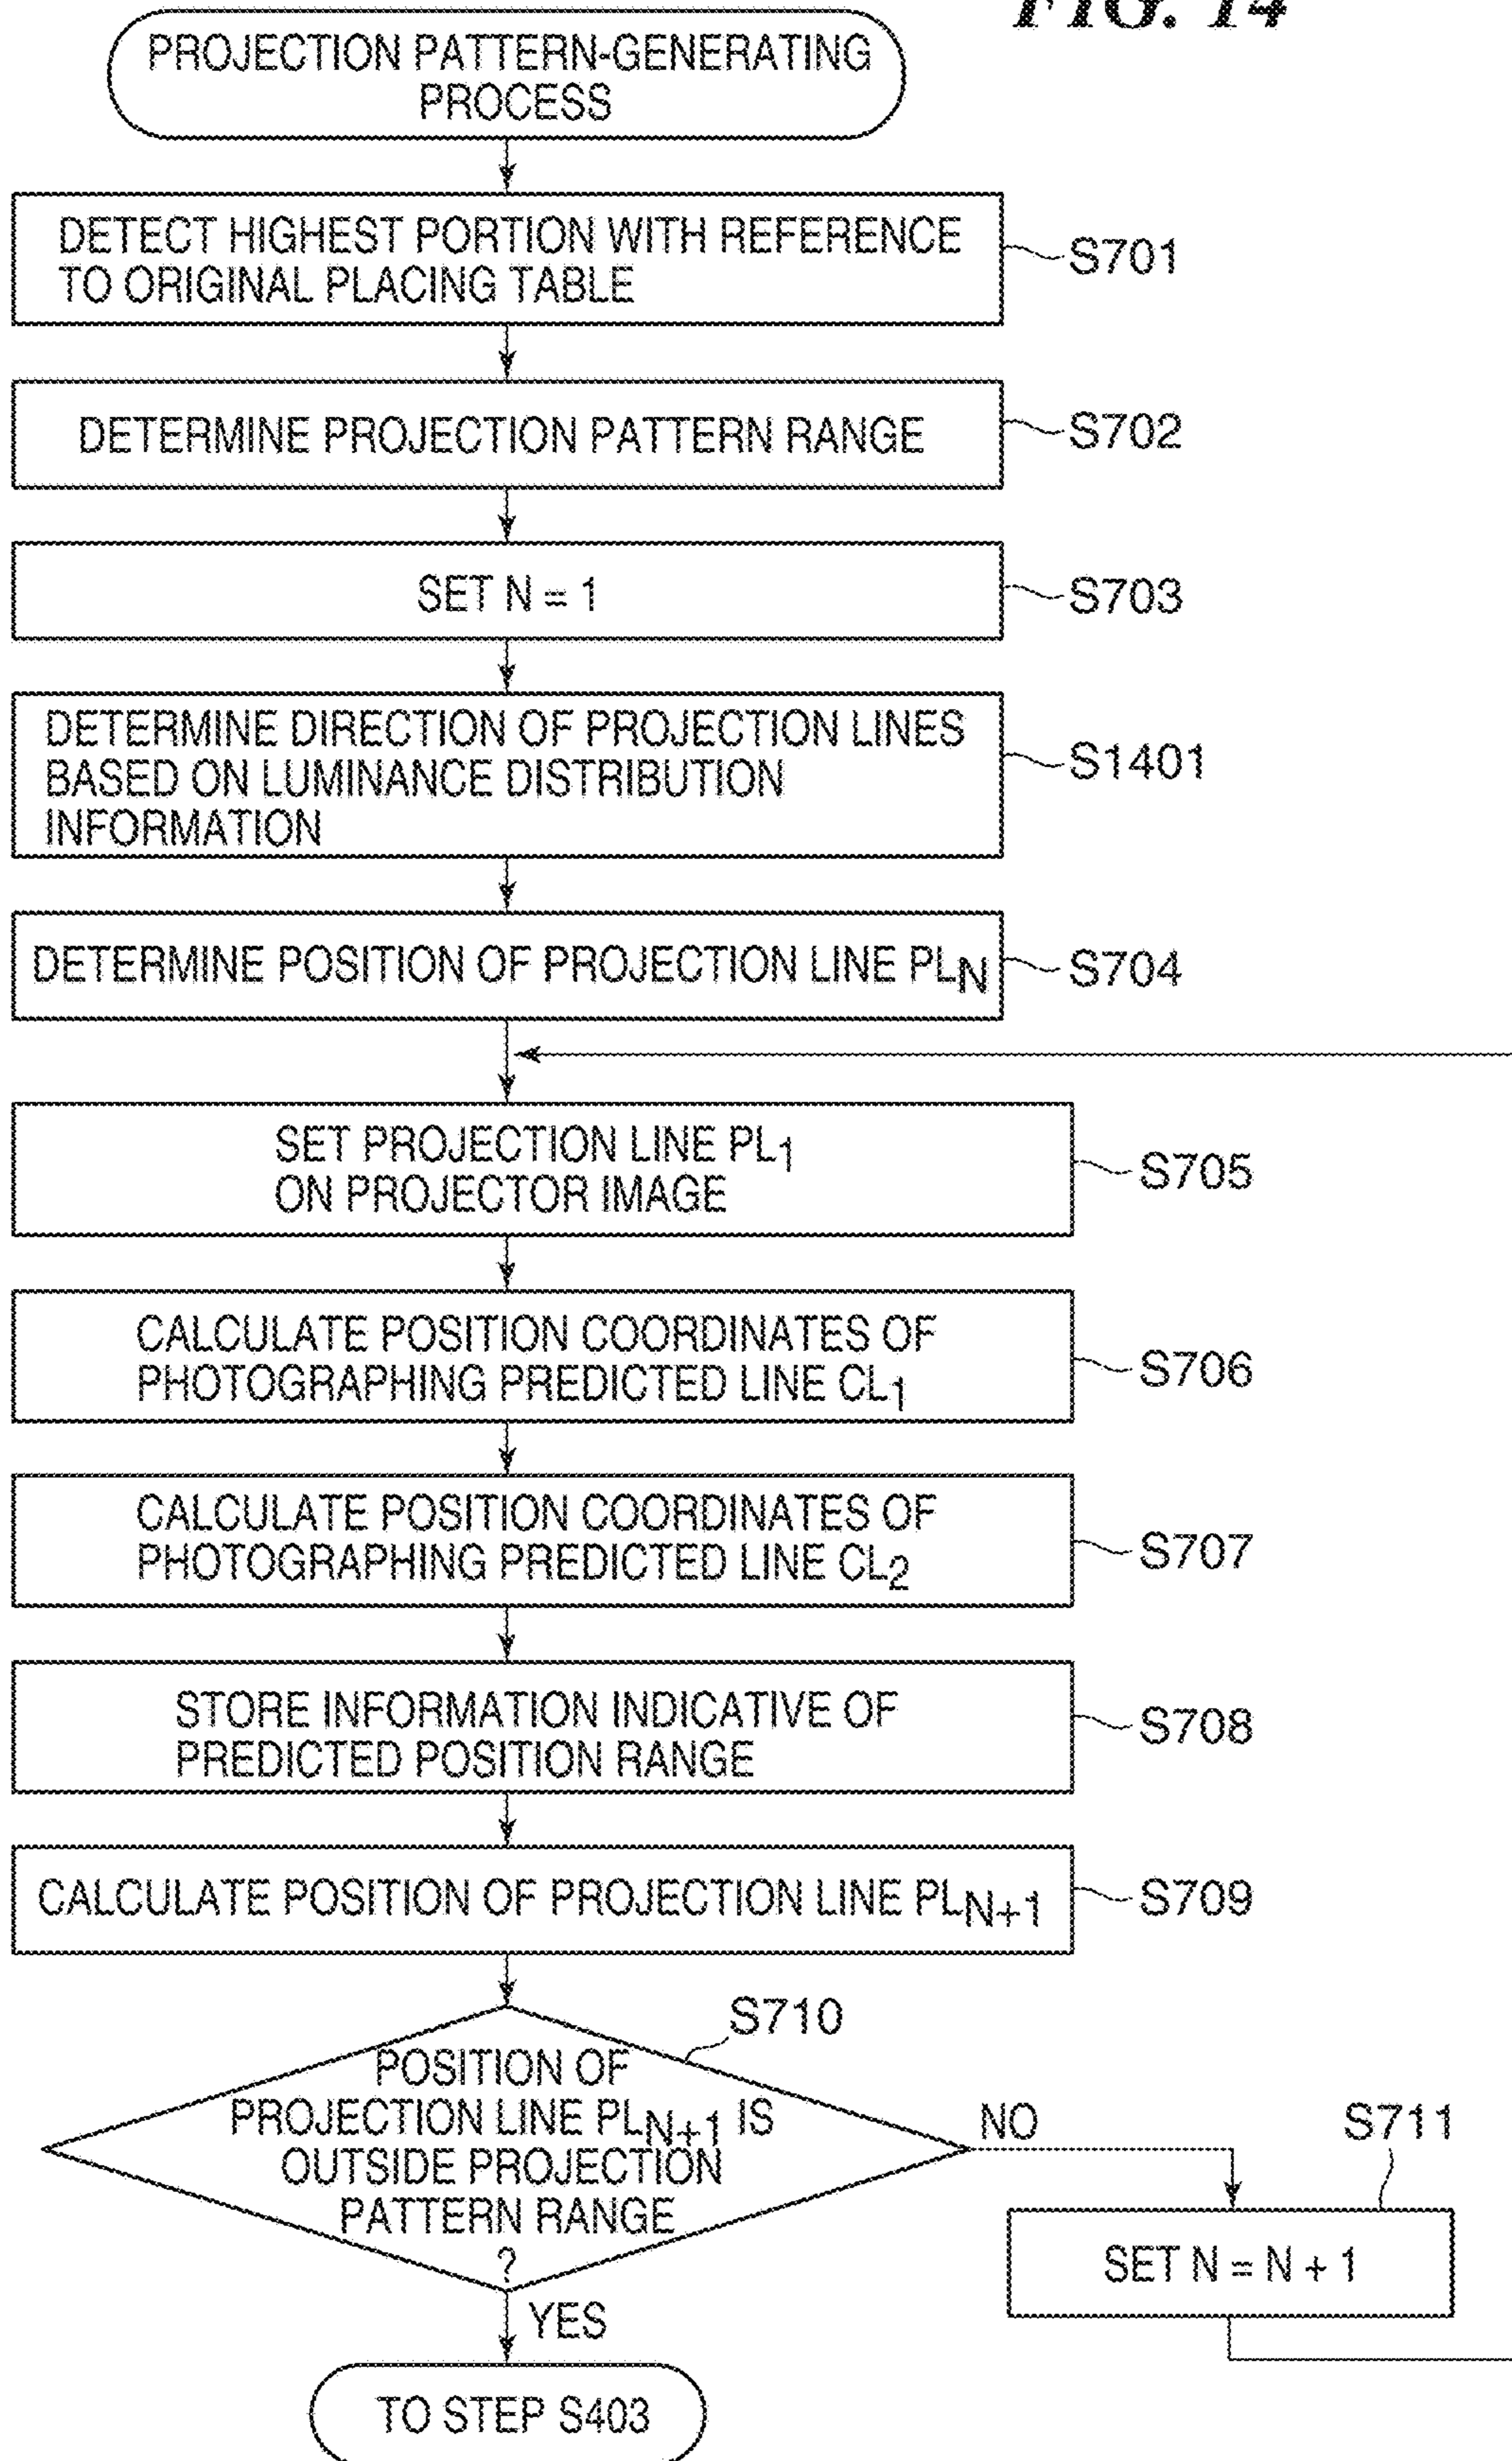 FIG. 14
PROJECTION PATTERN-GENERATING
PROCESS
DETECT HIGHEST PORTION WITH REFERENCE
TO ORIGINAL PLACING TABLE
S701
DETERMINE PROJECTION PATTERN RANGE
S702
SET N = 1
S703
DETERMINE DIRECTION OF PROJECTION LINES
BASED ON LUMINANCE DISTRIBUTION
INFORMATION
S1401
DETERMINE POSITION OF PROJECTION LINE PLN
S704
SET PROJECTION LINE PL1
ON PROJECTOR IMAGE
S705
CALCULATE POSITION COORDINATES OF
PHOTOGRAPHING PREDICTED LINE CL1
S706
CALCULATE POSITION COORDINATES OF
PHOTOGRAPHING PREDICTED LINE CL2
S707
STORE INFORMATION INDICATIVE OF
PREDICTED POSITION RANGE
S708
CALCULATE POSITION OF PROJECTION LINE PLN+1
S709
S710
POSITION OF
PROJECTION LINE PLN+1 IS
OUTSIDE PROJECTION
PATTERN RANGE
?
NO
S711
SET N = N + 1
YES
TO STEP S403